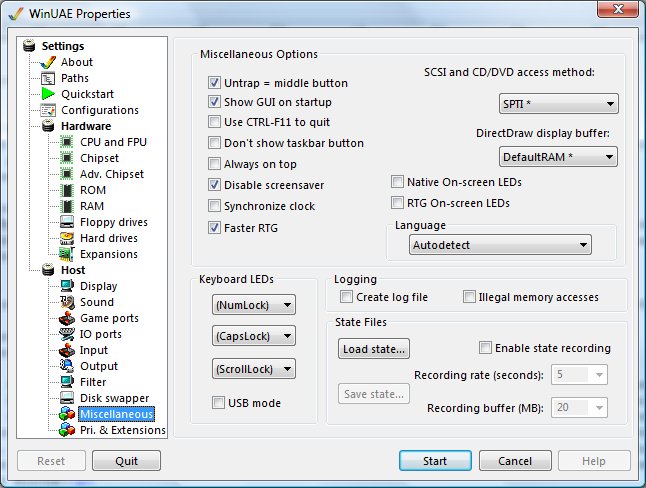 WinUAE Properties
Settings
About
Paths
Quickstart
Configurations
Hardware
CPU and FPU
Chipset
Adv. Chipset
ROM
RAM
Floppy drives
Hard drives
Expansions
Host
Display
Sound
Game ports
IO ports
Input
Output
Filter
Disk swapper
Miscellaneous
Pri. & Extensions
Miscellaneous Options
Untrap = middle button
Show GUI on startup
Use CTRL-F11 to quit
Don't show taskbar button
Always on top
Disable screensaver
Synchronize clock
Faster RTG
SCSI and CD/DVD access method:
SPTI *
DirectDraw display buffer:
DefaultRAM *
Native On-screen LEDs
RTG On-screen LEDs
Language
Autodetect
Keyboard LEDs
(NumLock)
(CapsLock)
(ScrollLock)
USB mode
Logging
Create log file
Illegal memory accesses
State Files
Load state...
Enable state recording
Recording rate (seconds):
5
Save state...
Recording buffer (MB):
20
Reset
Quit
Start
Cancel
Help